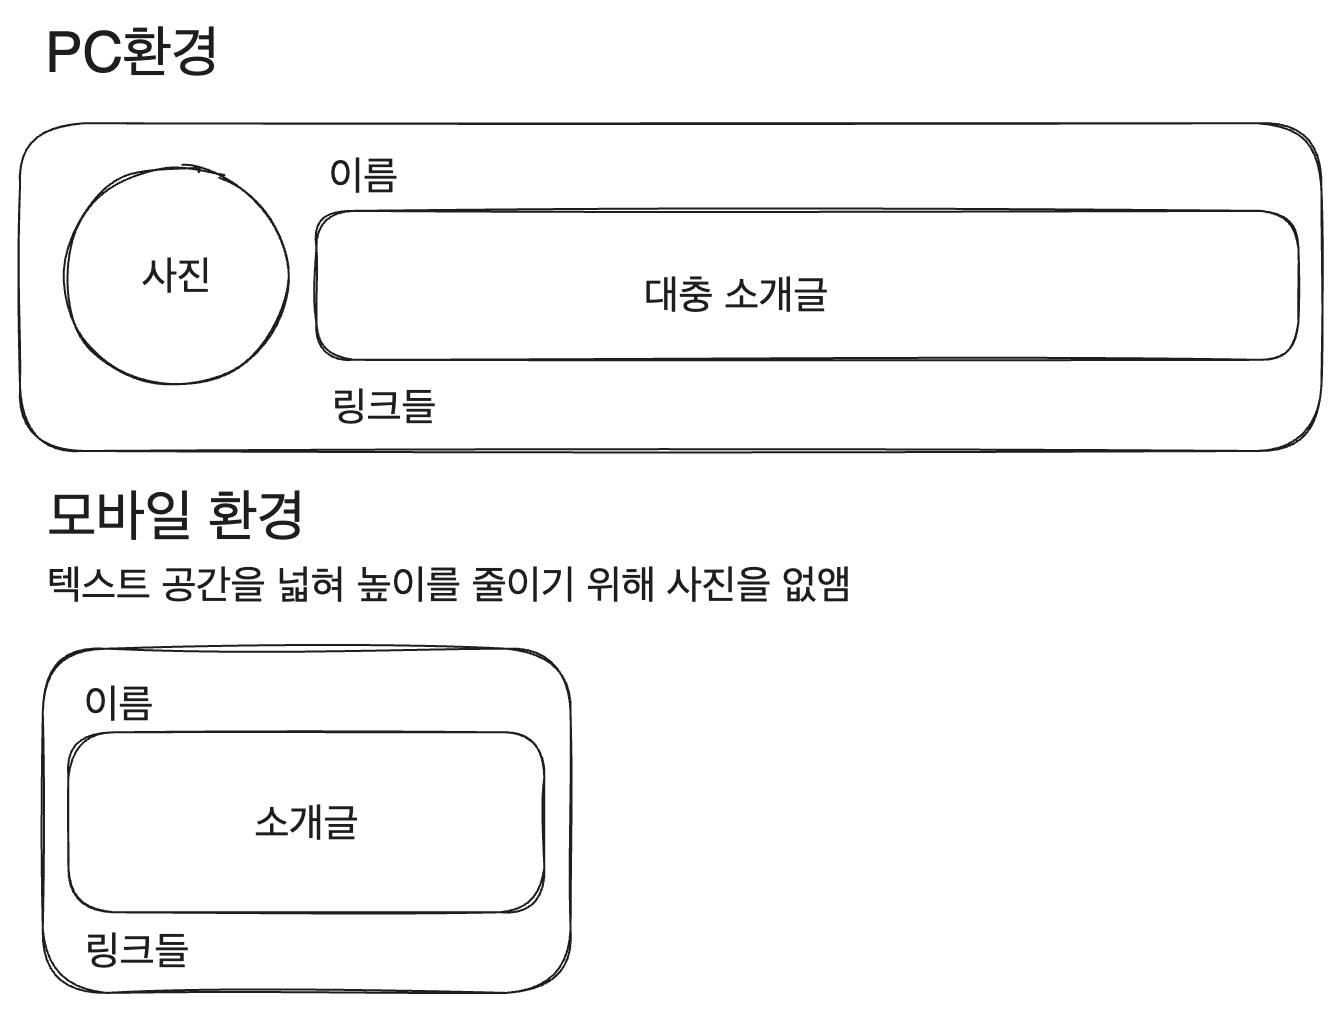 PC환경
이름
사진
대충 소개글
링크들
모바일 환경
텍스트 공간을 넓혀 높이를 줄이기 위해 사진을 없앰
이름
소개글
링크들